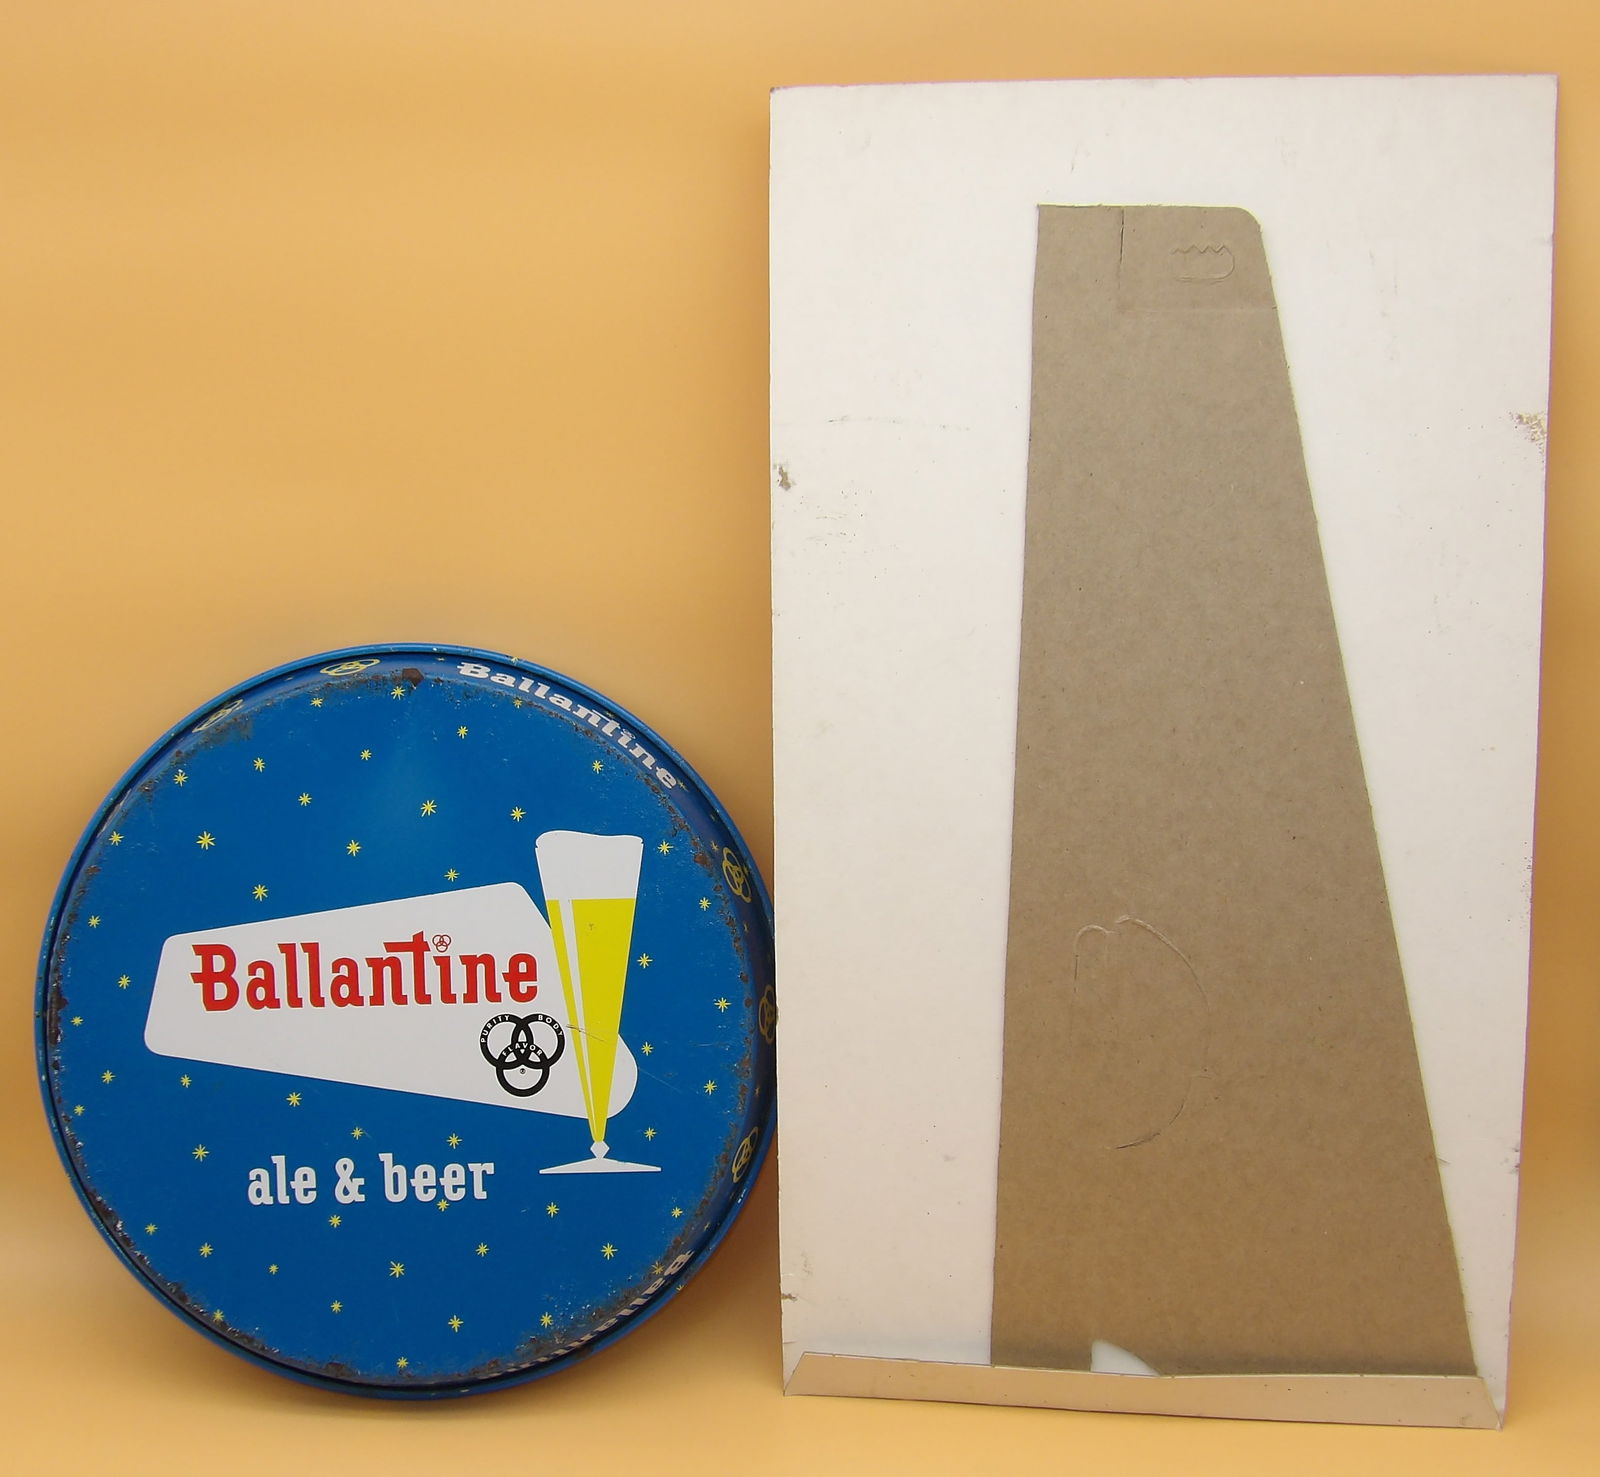 Ballantine
Ballantine
PURITY BODY
FLAVOR
®
ale & beer